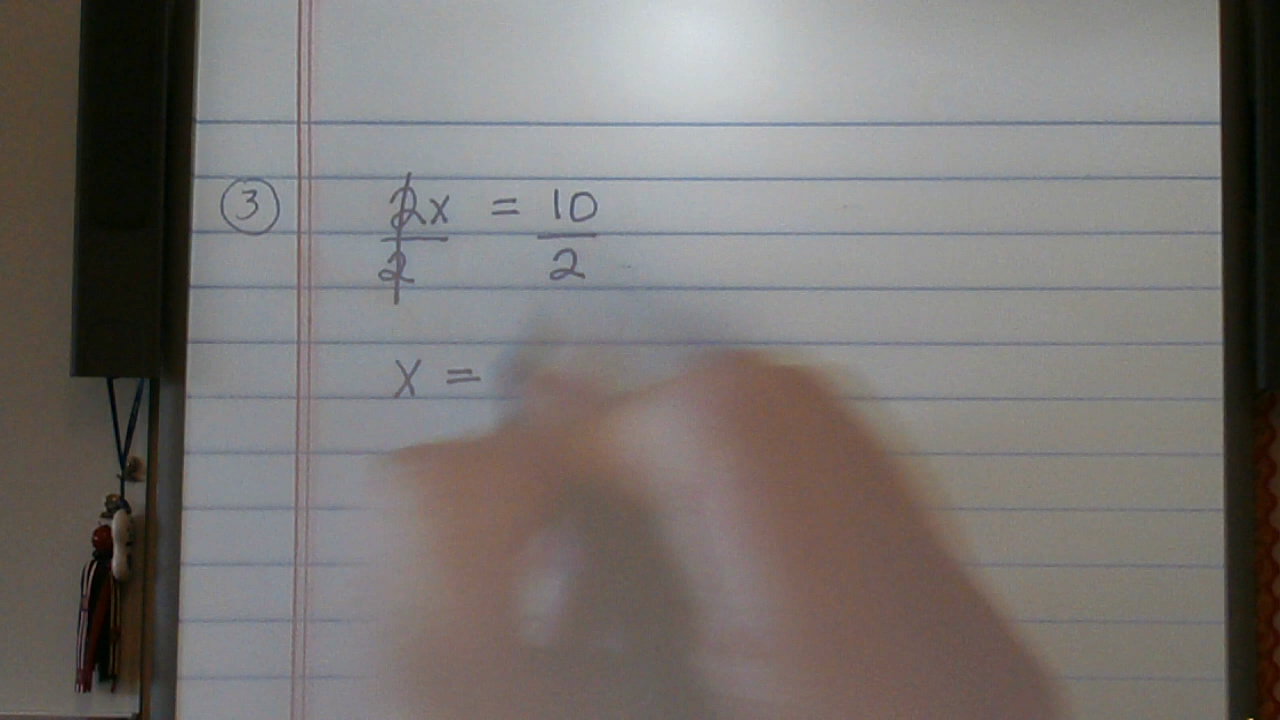 3 2x = 10
2 2
x =